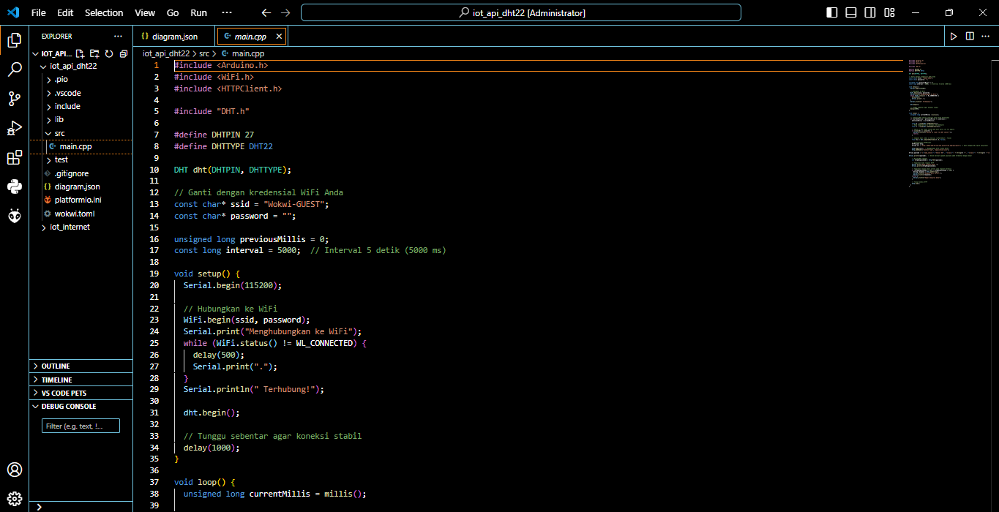 File Edit Selection View Go Run ···
iot_api_dht22 [Administrator]
EXPLORER ···
IOT_API...
iot_api_dht22
.pio
.vscode
include
lib
src
main.cpp
test
.gitignore
{} diagram.json
platformio.ini
wokwi.toml
iot_internet
OUTLINE
TIMELINE
VS CODE PETS
DEBUG CONSOLE
Filter (e.g. text, !...
{} diagram.json
main.cpp
iot_api_dht22 > src > main.cpp
1 #include <Arduino.h>
2 #include <WiFi.h>
3 #include <HTTPClient.h>
4
5 #include "DHT.h"
6
7 #define DHTPIN 27
8 #define DHTTYPE DHT22
9
10 DHT dht(DHTPIN, DHTTYPE);
11
12 // Ganti dengan kredensial WiFi Anda
13 const char* ssid = "Wokwi-GUEST";
14 const char* password = "";
15
16 unsigned long previousMillis = 0;
17 const long interval = 5000;  // Interval 5 detik (5000 ms)
18
19 void setup() {
20   Serial.begin(115200);
21
22   // Hubungkan ke WiFi
23   WiFi.begin(ssid, password);
24   Serial.print("Menghubungkan ke WiFi");
25   while (WiFi.status() != WL_CONNECTED) {
26     delay(500);
27     Serial.print(".");
28   }
29   Serial.println(" Terhubung!");
30
31   dht.begin();
32
33   // Tunggu sebentar agar koneksi stabil
34   delay(1000);
35 }
36
37 void loop() {
38   unsigned long currentMillis = millis();
39